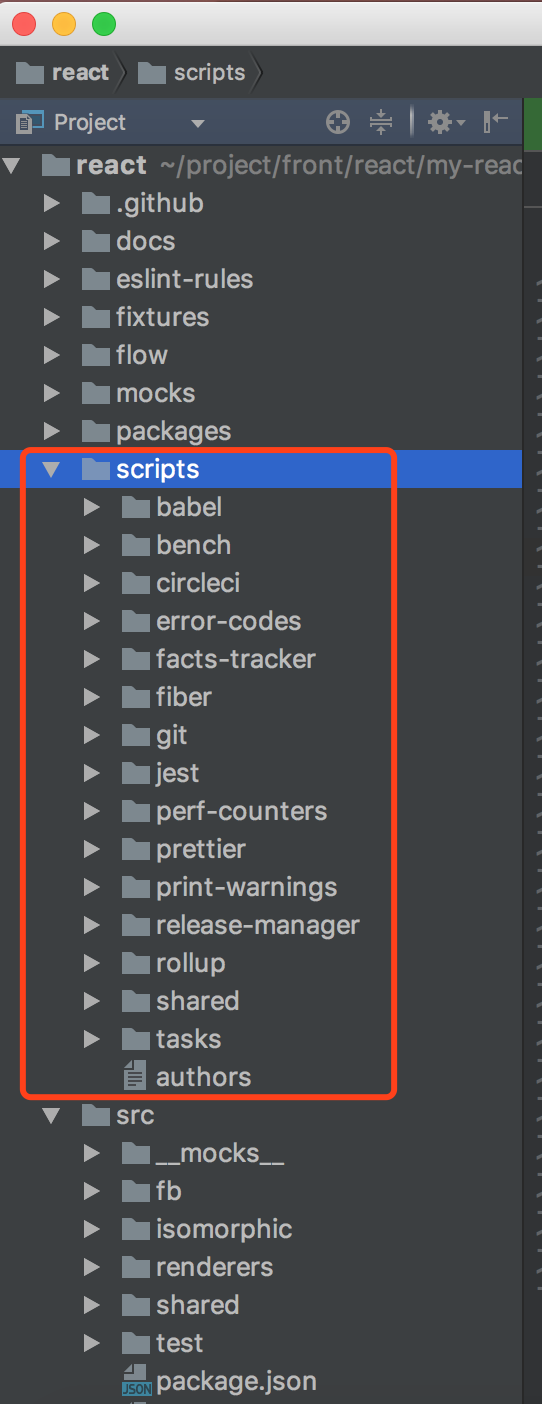 react scripts
Project
react ~/project/front/react/my-reac
.github
docs
eslint-rules
fixtures
flow
mocks
packages
scripts
babel
bench
circleci
error-codes
facts-tracker
fiber
git
jest
perf-counters
prettier
print-warnings
release-manager
rollup
shared
tasks
authors
src
__mocks__
fb
isomorphic
renderers
shared
test
JSON package.json